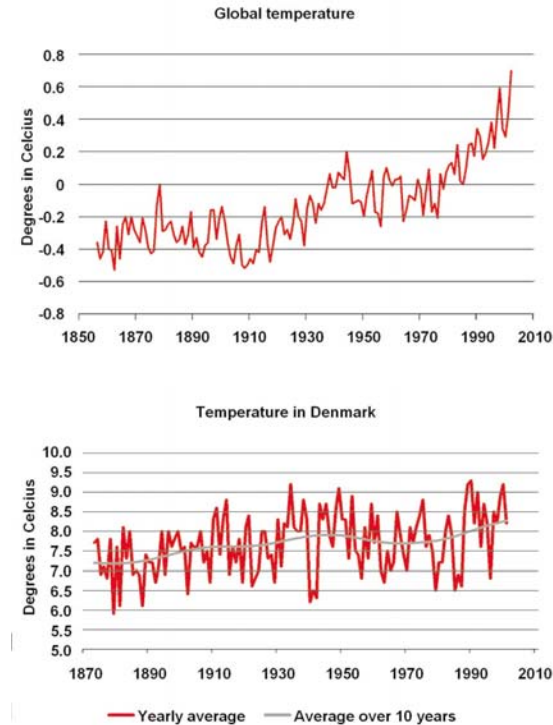 Global temperature
Degrees in Celcius
0.8
0.6
0.4
0.2
0
-0.2
-0.4
-0.6
-0.8
1850 1870 1890 1910 1930 1950 1970 1990 2010
Temperature in Denmark
Degrees in Celcius
10.0
9.5
9.0
8.5
8.0
7.5
7.0
6.5
6.0
5.5
5.0
1870 1890 1910 1930 1950 1970 1990 2010
Yearly average Average over 10 years